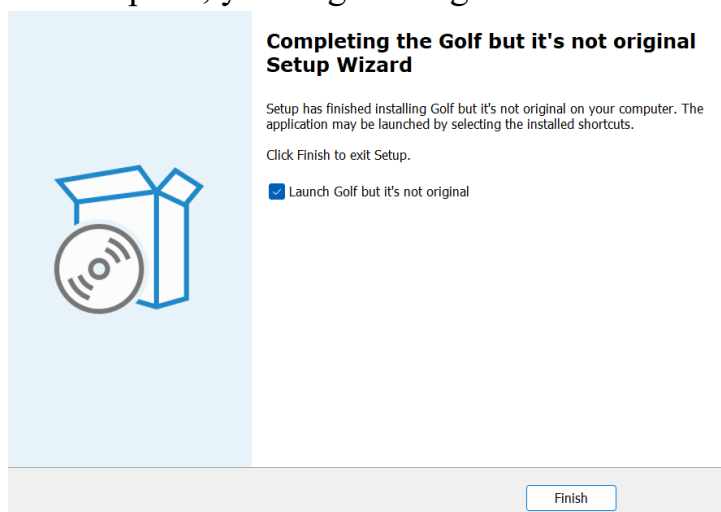 Completing the Golf but it's not original
Setup Wizard
Setup has finished installing Golf but it's not original on your computer. The
application may be launched by selecting the installed shortcuts.
Click Finish to exit Setup.
Launch Golf but it's not original
Finish